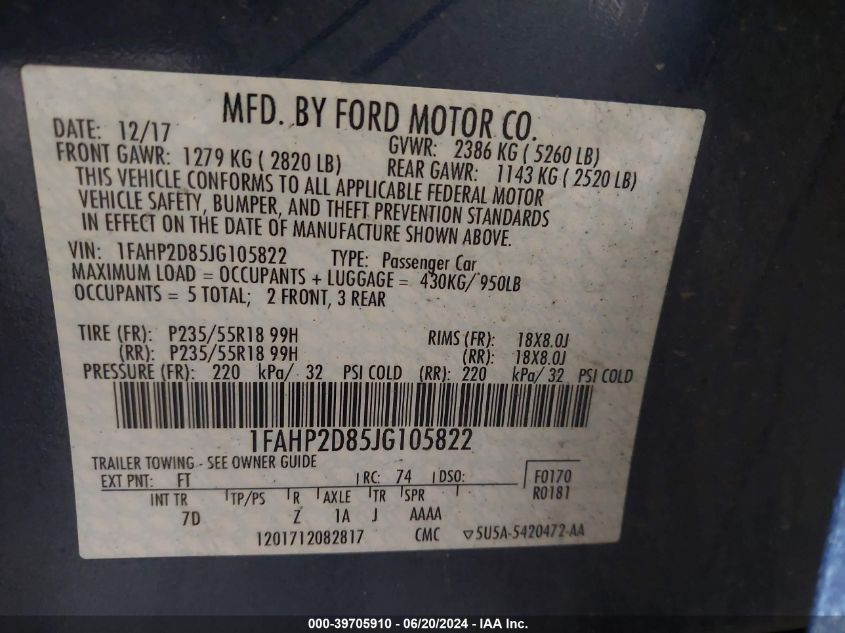 MFD. BY FORD MOTOR CO.
DATE: 12/17 GVWR: 2386 KG ( 5260 LB)
FRONT GAWR: 1279 KG ( 2820 LB) REAR GAWR: 1143 KG ( 2520 LB)
THIS VEHICLE CONFORMS TO ALL APPLICABLE FEDERAL MOTOR
VEHICLE SAFETY, BUMPER, AND THEFT PREVENTION STANDARDS
IN EFFECT ON THE DATE OF MANUFACTURE SHOWN ABOVE.
VIN: 1FAHP2D85JG105822 TYPE: Passenger Car
MAXIMUM LOAD = OCCUPANTS + LUGGAGE = 430KG/ 950LB
OCCUPANTS = 5 TOTAL; 2 FRONT, 3 REAR
TIRE (FR): P235/55R18 99H RIMS (FR): 18X8.0J
(RR): P235/55R18 99H (RR): 18X8.0J
PRESSURE (FR): 220 kPa/ 32 PSI COLD (RR): 220 kPa/ 32 PSI COLD
1FAHP2D85JG105822
TRAILER TOWING - SEE OWNER GUIDE
EXT PNT: FT RC: 74 DSO: F0170
R0181
INT TR TP/PS R AXLE TR SPR
7D Z 1A J AAAA
1201712082817 CMC ▽5U5A-5420472-AA
000-39705910 - 06/20/2024 - IAA Inc.